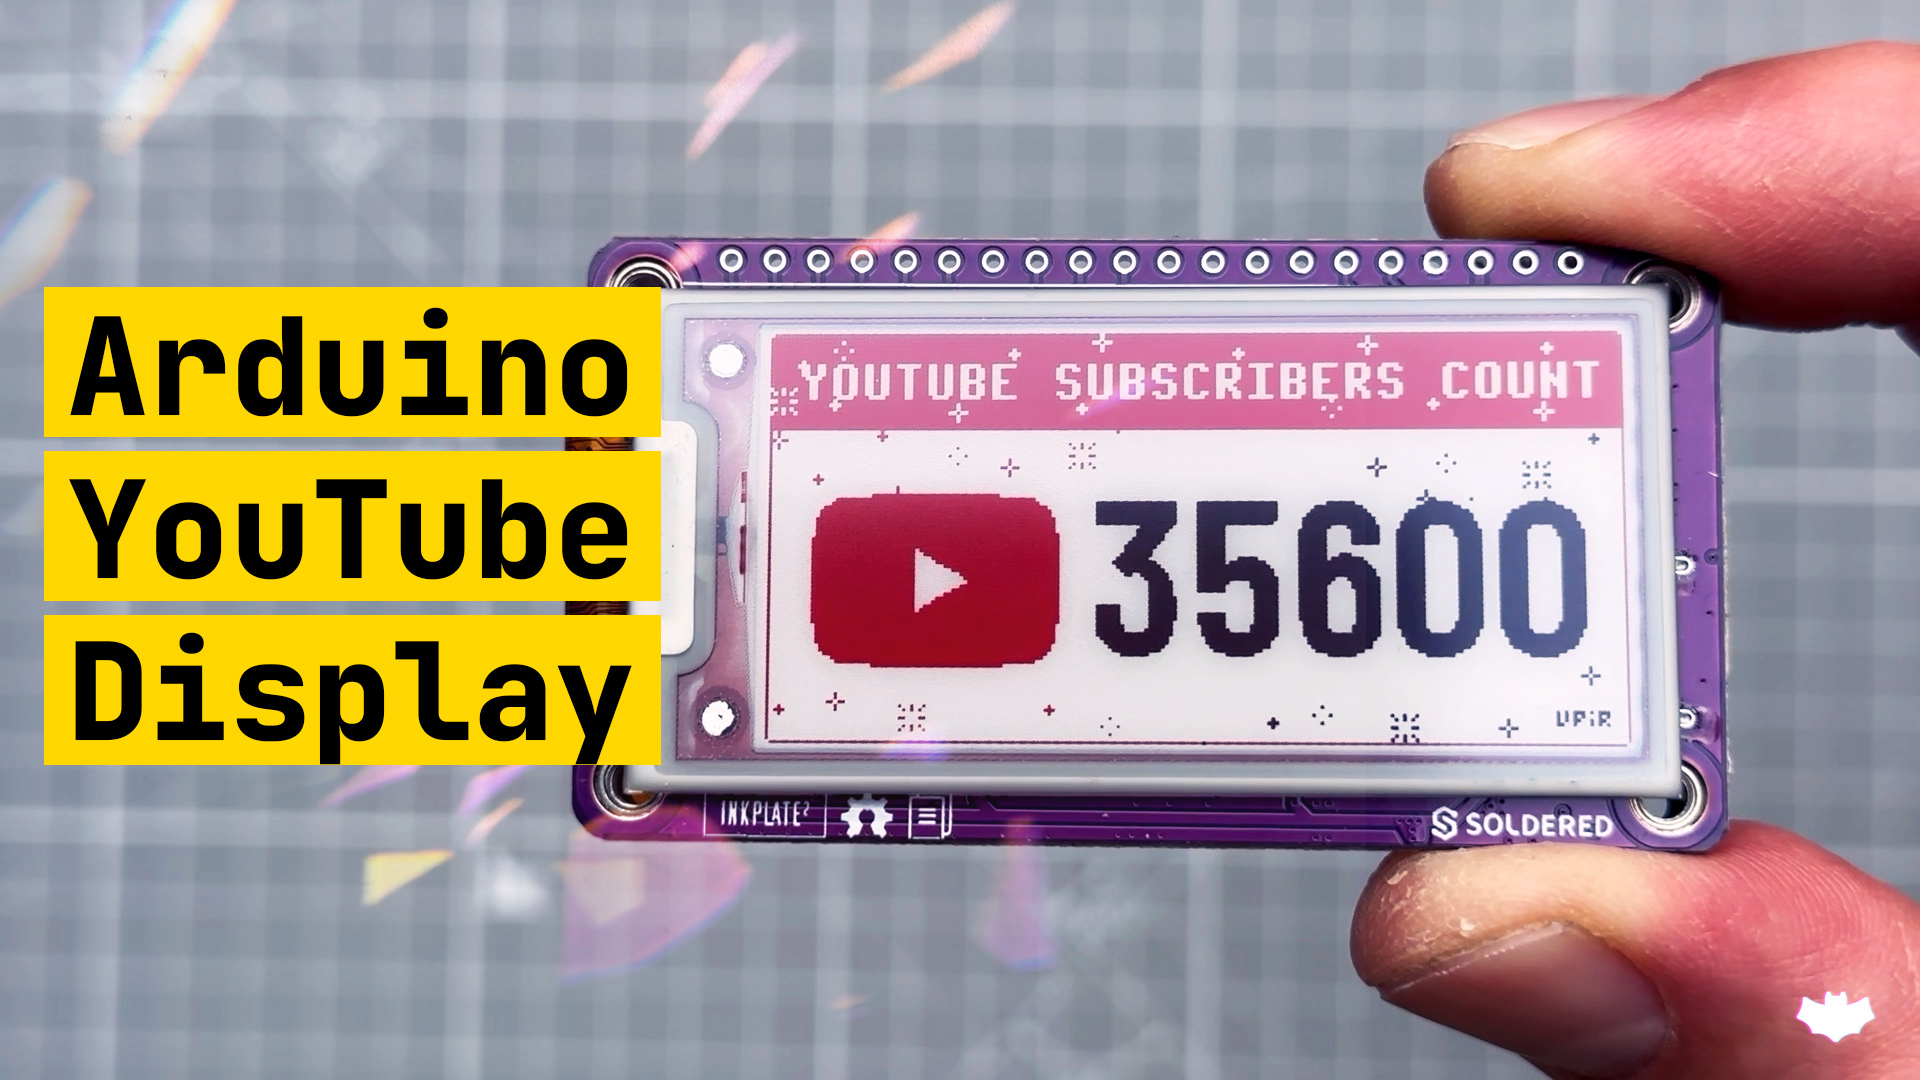 Arduino
YouTube
Display
YOUTUBE SUBSCRIBERS COUNT
35600
UPiR
INKPLATE²
SOLDERED